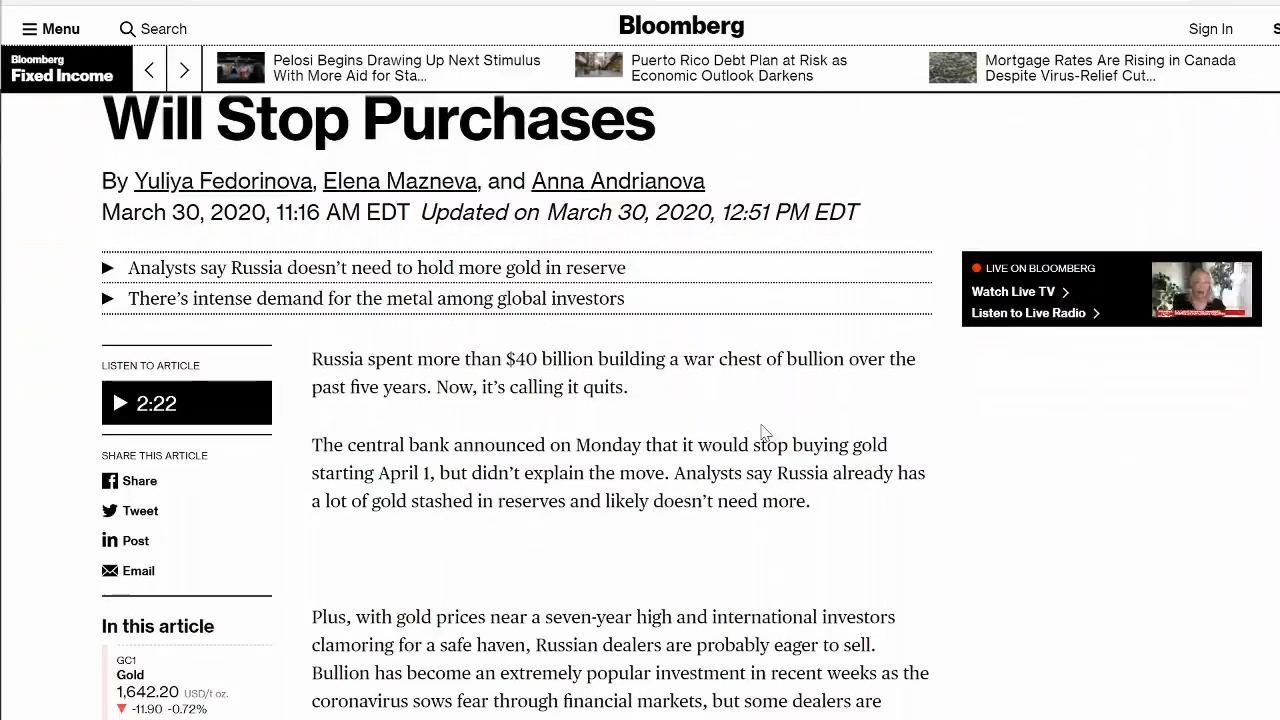 Menu
Search
Bloomberg
Sign In
S
Bloomberg
Fixed Income
Pelosi Begins Drawing Up Next Stimulus
With More Aid for Sta...
Puerto Rico Debt Plan at Risk as
Economic Outlook Darkens
Mortgage Rates Are Rising in Canada
Despite Virus-Relief Cut...
Will Stop Purchases
By Yuliya Fedorinova, Elena Mazneva, and Anna Andrianova
March 30, 2020, 11:16 AM EDT Updated on March 30, 2020, 12:51 PM EDT
Analysts say Russia doesn’t need to hold more gold in reserve
There’s intense demand for the metal among global investors
LIVE ON BLOOMBERG
Watch Live TV
Listen to Live Radio
LISTEN TO ARTICLE
2:22
SHARE THIS ARTICLE
Share
Tweet
Post
Email
In this article
GC1
Gold
1,642.20 USD/t oz.
▼ -11.90 -0.72%
Russia spent more than $40 billion building a war chest of bullion over the
past five years. Now, it’s calling it quits.
The central bank announced on Monday that it would stop buying gold
starting April 1, but didn’t explain the move. Analysts say Russia already has
a lot of gold stashed in reserves and likely doesn’t need more.
Plus, with gold prices near a seven-year high and international investors
clamoring for a safe haven, Russian dealers are probably eager to sell.
Bullion has become an extremely popular investment in recent weeks as the
coronavirus sows fear through financial markets, but some dealers are